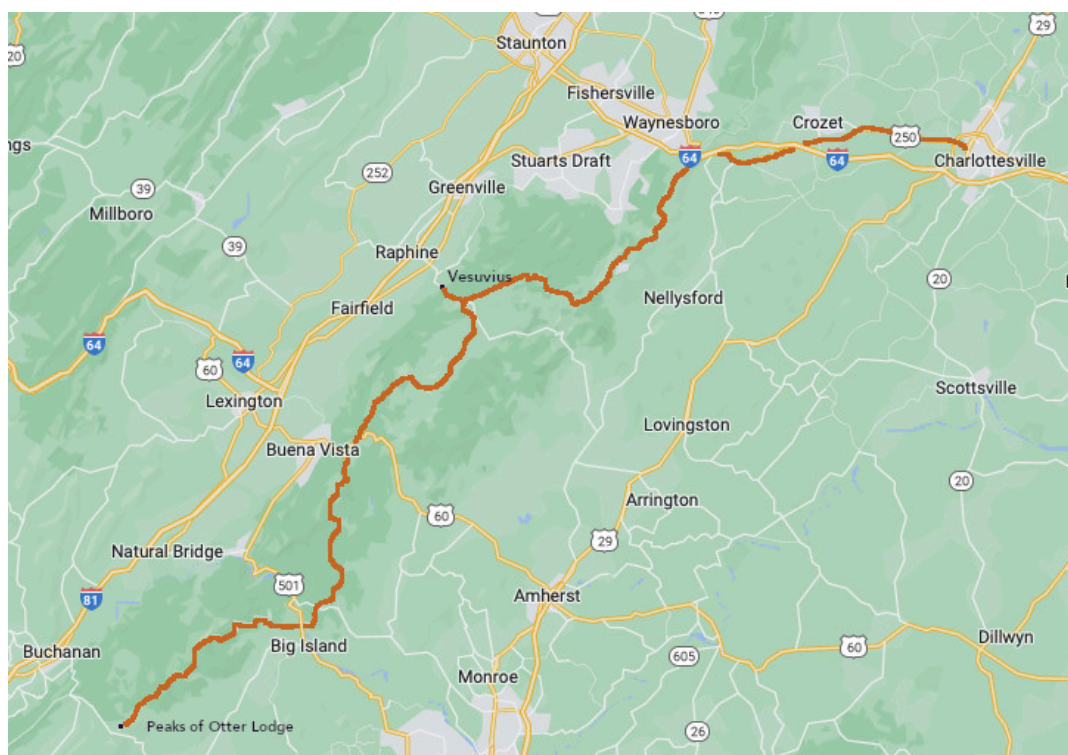 29
Staunton
20
Fishersville
Waynesboro
Crozet
250
ngs
Stuarts Draft
64
64
Charlottesville
252
Greenville
39
Millboro
39
Raphine
Vesuvius
20
Nellysford
Fairfield
64
64
60
Lexington
Scottsville
Lovingston
Buena Vista
20
Arrington
60
29
Natural Bridge
501
81
Amherst
Big Island
Dillwyn
Buchanan
60
605
Monroe
Peaks of Otter Lodge
26